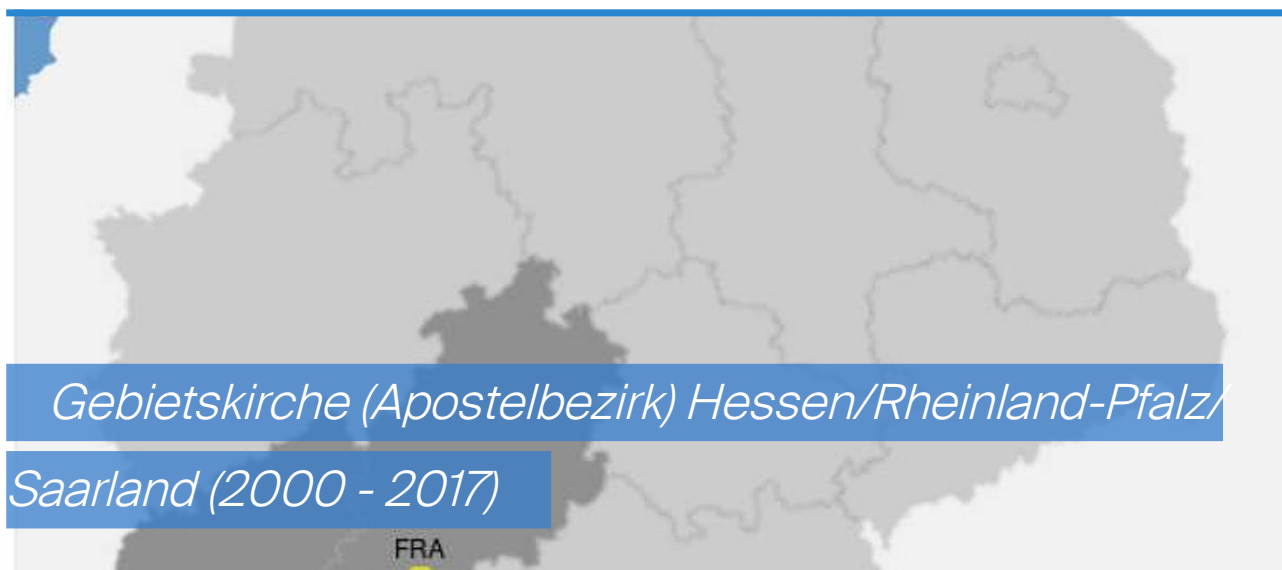 Gebietskirche (Apostelbezirk) Hessen/Rheinland-Pfalz/
Saarland (2000 - 2017)
FRA